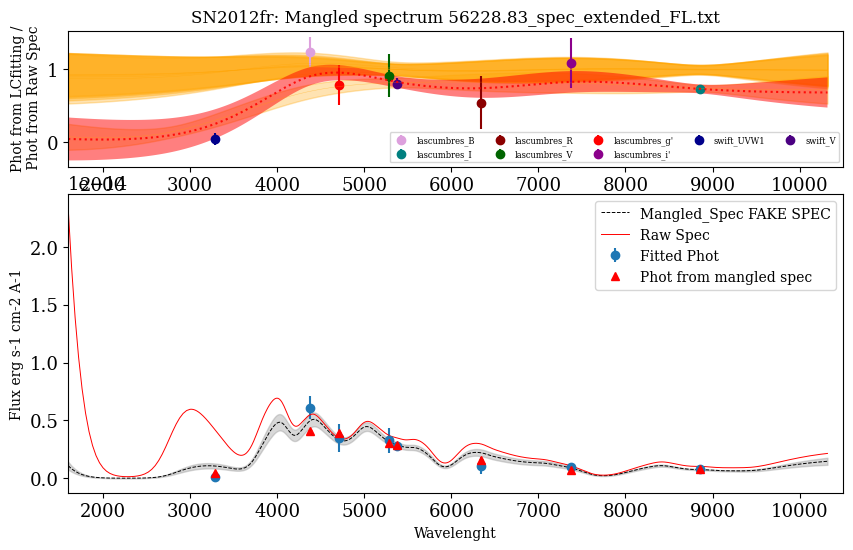 SN2012fr: Mangled spectrum 56228.83_spec_extended_FL.txt
Phot from LCfitting /
Phot from Raw Spec
1
0
lascumbres_B
lascumbres_R
lascumbres_g'
swift_UVW1
swift_V
lascumbres_I
lascumbres_V
lascumbres_i'
2000 3000 4000 5000 6000 7000 8000 9000 10000
1e−14
Flux erg s-1 cm-2 A-1
2.0
1.5
1.0
0.5
0.0
Mangled_Spec FAKE SPEC
Raw Spec
Fitted Phot
Phot from mangled spec
2000 3000 4000 5000 6000 7000 8000 9000 10000
Wavelenght